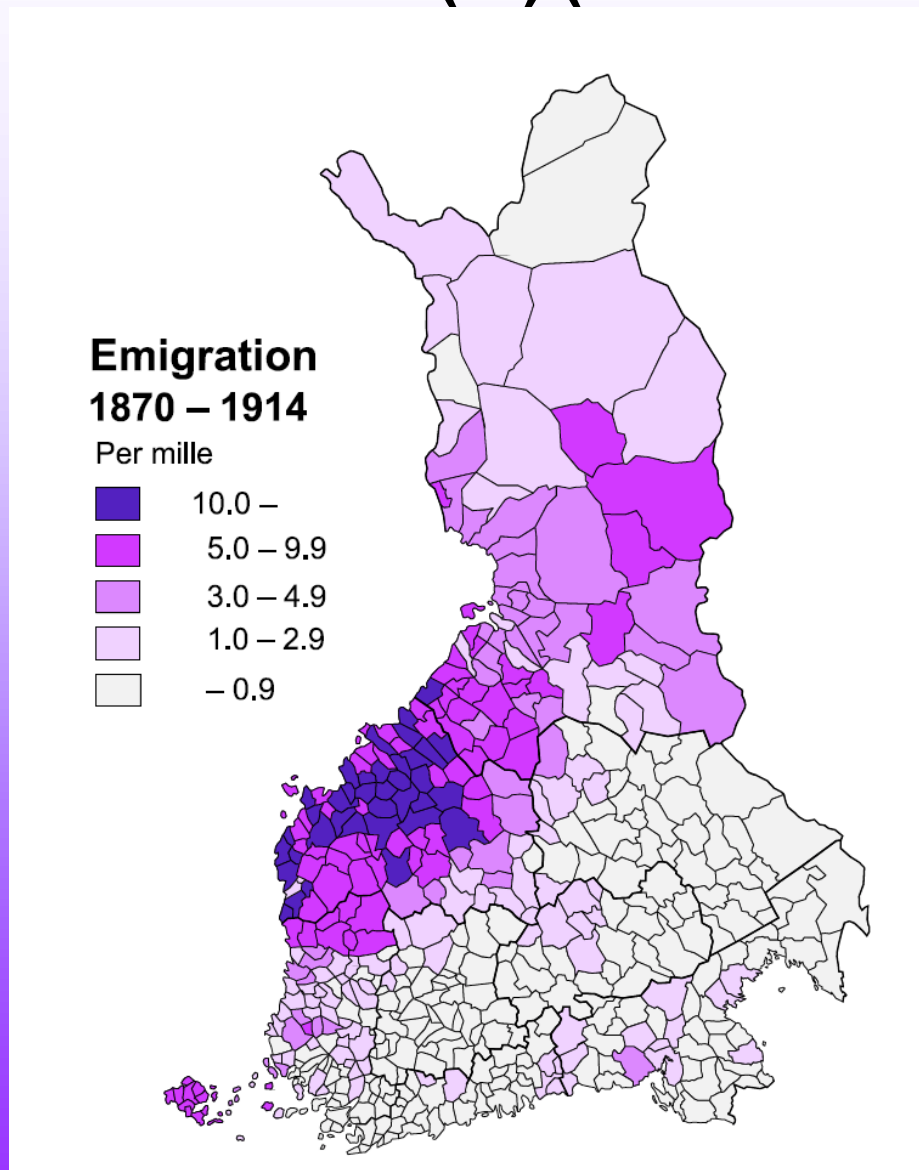 Emigration
1870 – 1914
Per mille
10.0 –
5.0 – 9.9
3.0 – 4.9
1.0 – 2.9
– 0.9